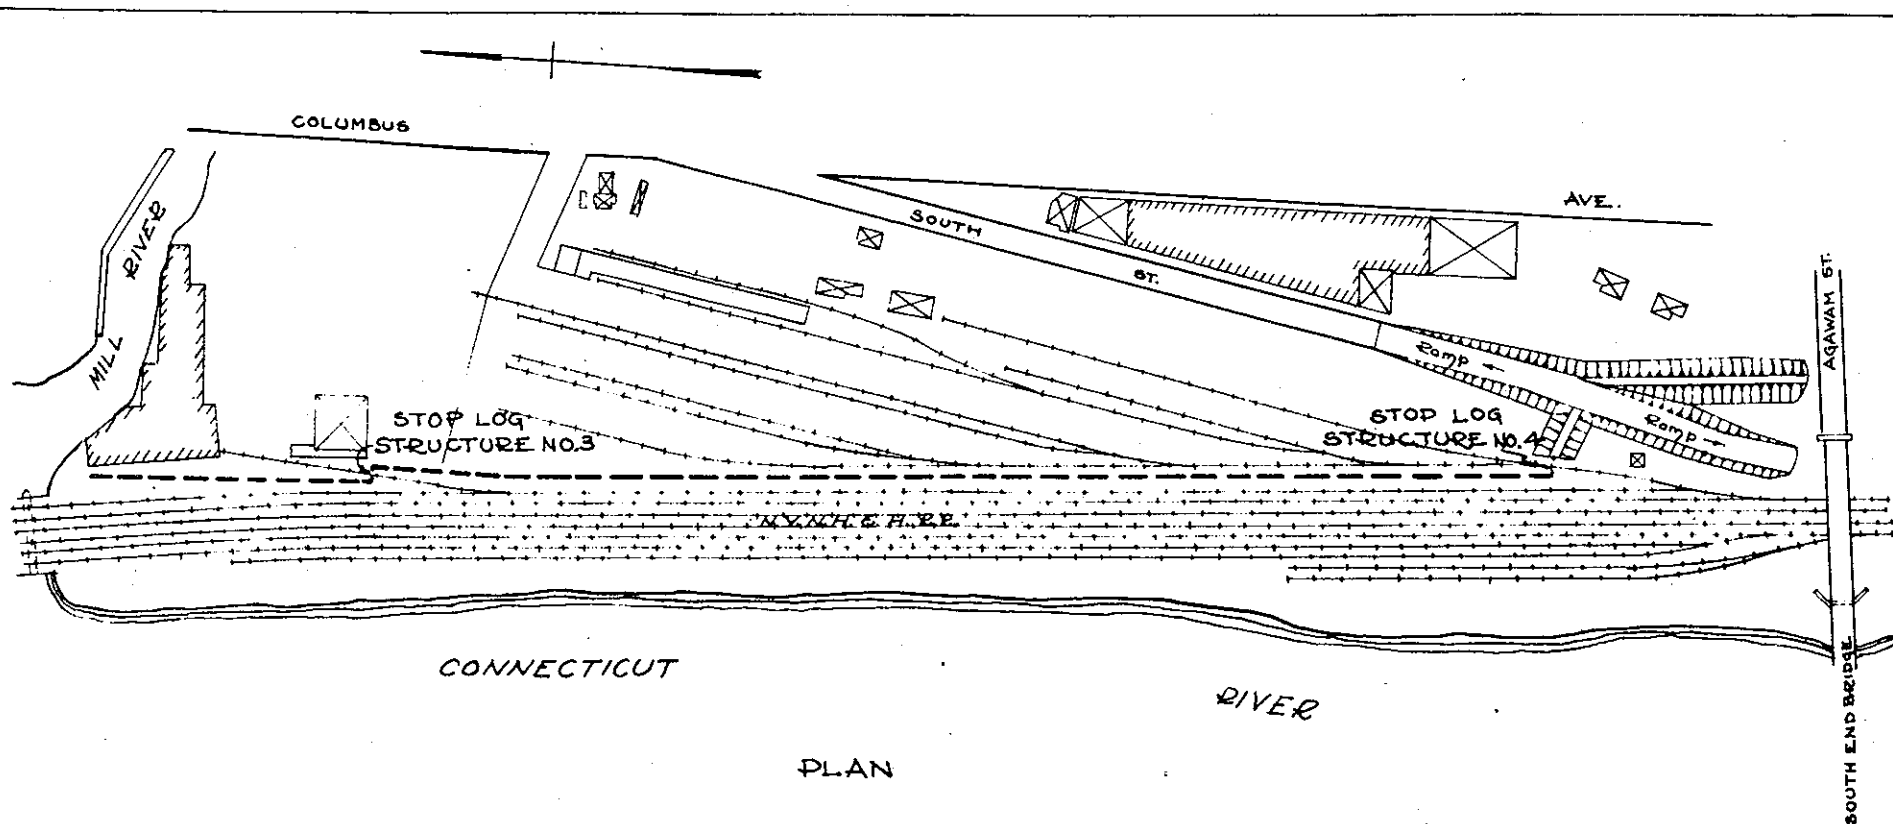 COLUMBUS
AVE.
SOUTH
ST.
MILL
RIVER
AGAWAM ST.
Ramp
Ramp
STOP LOG
STRUCTURE NO.3
STOP LOG
STRUCTURE NO.4
N.Y.N.H. & H.R.R.
CONNECTICUT
RIVER
SOUTH END BRIDGE
PLAN